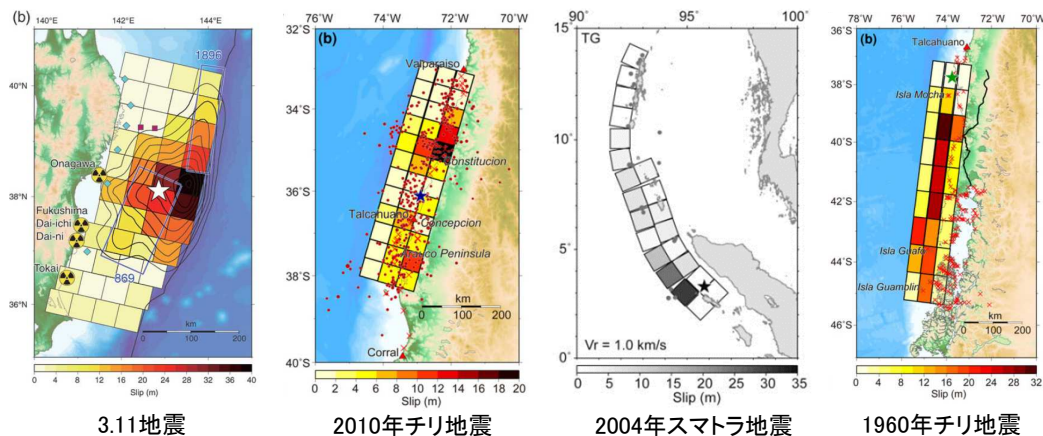 (b)
140°E
142°E
144°E
1896
40°N
Onagawa
38°N
Fukushima
Dai-ichi
Dai-ni
869
Tokai
36°N
km
0 100 200
0 4 8 12 16 20 24 28 32 36 40
Slip (m)
3.11地震
76°W 74°W 72°W 70°W
32°S
(b)
Valparaiso
34°S
Constitucion
36°S
Talcahuano
Concepcion
Arauco Peninsula
38°S
km
0 100 200
Corral
40°S
0 2 4 6 8 10 12 14 16 18 20
Slip (m)
2010年チリ地震
90° 95° 100°
15°
TG
10°
5°
0°
Vr = 1.0 km/s
0 5 10 15 20 25 30 35
Slip (m)
2004年スマトラ地震
78°W 76°W 74°W 72°W 70°W
36°S
(b)
Talcahuano
38°S
Isla Mocha
40°S
42°S
Isla Guafo
44°S
Isla Guamblin
km
0 100 200
46°S
0 4 8 12 16 20 24 28 32
Slip (m)
1960年チリ地震